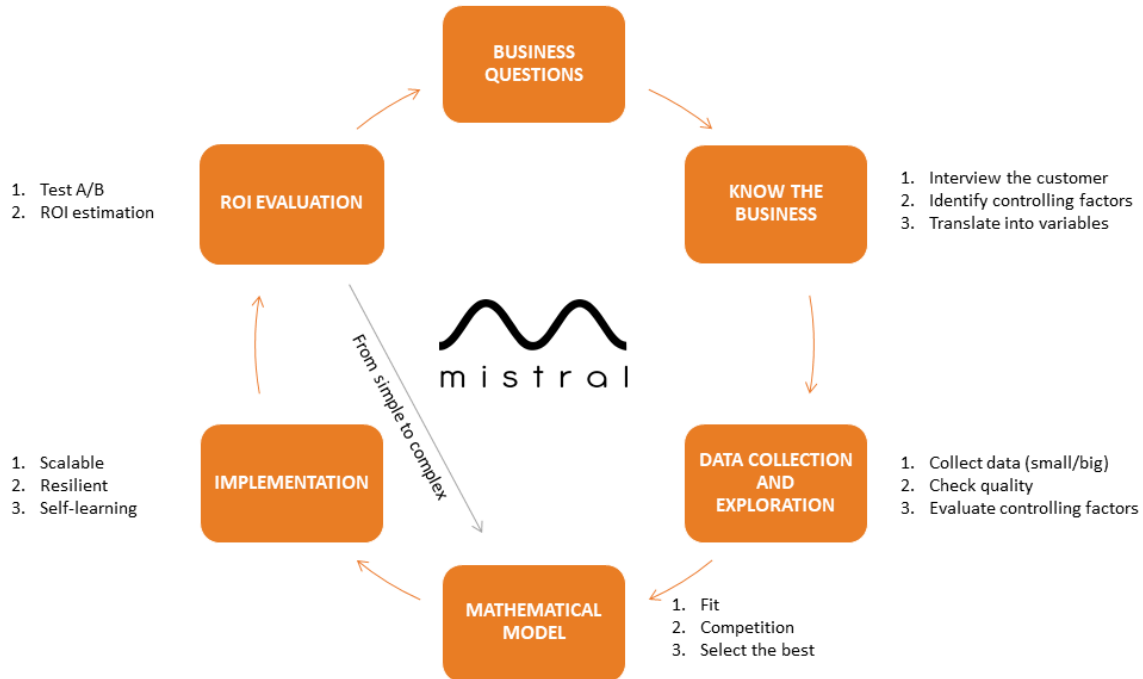 BUSINESS
QUESTIONS
KNOW THE
BUSINESS
1. Interview the customer
2. Identify controlling factors
3. Translate into variables
DATA COLLECTION
AND
EXPLORATION
1. Collect data (small/big)
2. Check quality
3. Evaluate controlling factors
MATHEMATICAL
MODEL
1. Fit
2. Competition
3. Select the best
IMPLEMENTATION
1. Scalable
2. Resilient
3. Self-learning
ROI EVALUATION
1. Test A/B
2. ROI estimation
From simple to complex
mistral